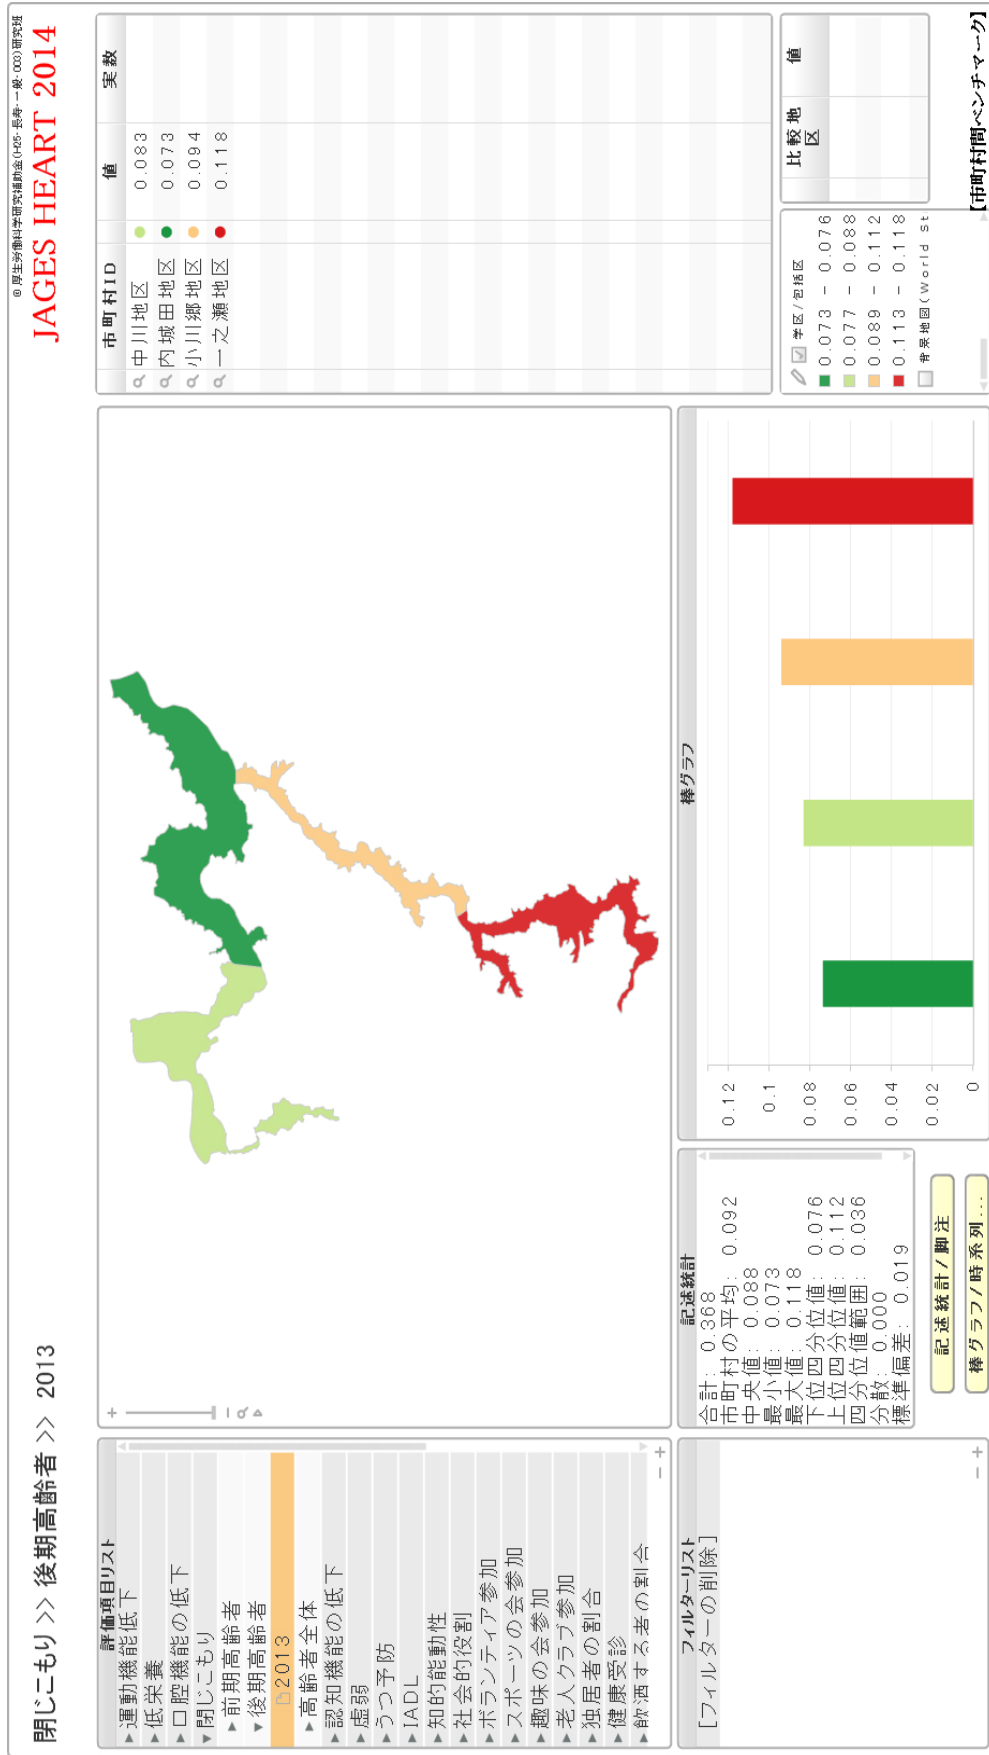 閉じこもり >> 後期高齢者 >> 2013
JAGES HEART 2014
評価項目リスト
▶運動機能低下
▶低栄養
▶口腔機能の低下
▼閉じこもり
▶前期高齢者
▼後期高齢者
2013
▶高齢者全体
▶認知機能の低下
▶虚弱
▶うつ予防
▶IADL
▶知的能動性
▶社会的役割
▶ボランティア参加
▶スポーツの会参加
▶趣味の会参加
▶老人クラブ参加
▶独居者の割合
▶健康受診
▶飲酒する者の割合
フィルターリスト
[フィルターの削除]
記述統計
合計: 0.368
市町村の平均: 0.092
中央値: 0.088
最小値: 0.073
最大値: 0.118
下位四分位値: 0.076
上位四分位値: 0.112
四分位値範囲: 0.036
分散: 0.000
標準偏差: 0.019
記述統計/脚注
棒グラフ/時系列...
棒グラフ
0.12
0.1
0.08
0.06
0.04
0.02
0
市町村ID 値 実数
中川地区 0.083
内城田地区 0.073
小川郷地区 0.094
一之瀬地区 0.118
学区/包括区
0.073 - 0.076
0.077 - 0.088
0.089 - 0.112
0.113 - 0.118
背景地図(World St
比較地区 値
【市町村間ベンチマーク】